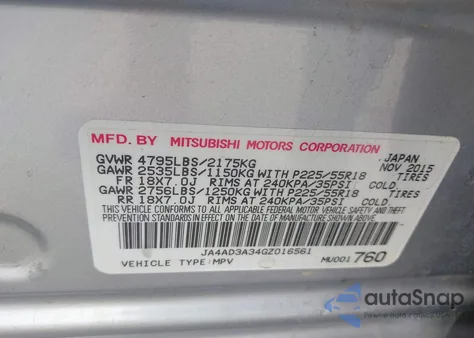 MFD. BY MITSUBISHI MOTORS CORPORATION
GVWR 4795LBS/2175KG JAPAN NOV 2015
GAWR 2535LBS/1150KG WITH P225/55R18 TIRES
FR 18X7.0J RIMS AT 240KPA/35PSI COLD
GAWR 2756LBS/1250KG WITH P225/55R18 TIRES
RR 18X7.0J RIMS AT 240KPA/35PSI COLD
THIS VEHICLE CONFORMS TO ALL APPLICABLE FEDERAL MOTOR VEHICLE
SAFETY AND THEFT PREVENTION STANDARDS IN EFFECT ON THE DATE OF
MANUFACTURE SHOWN ABOVE.
JA4AD3A34GZ016561
VEHICLE TYPE:MPV MU001760
autoSnap